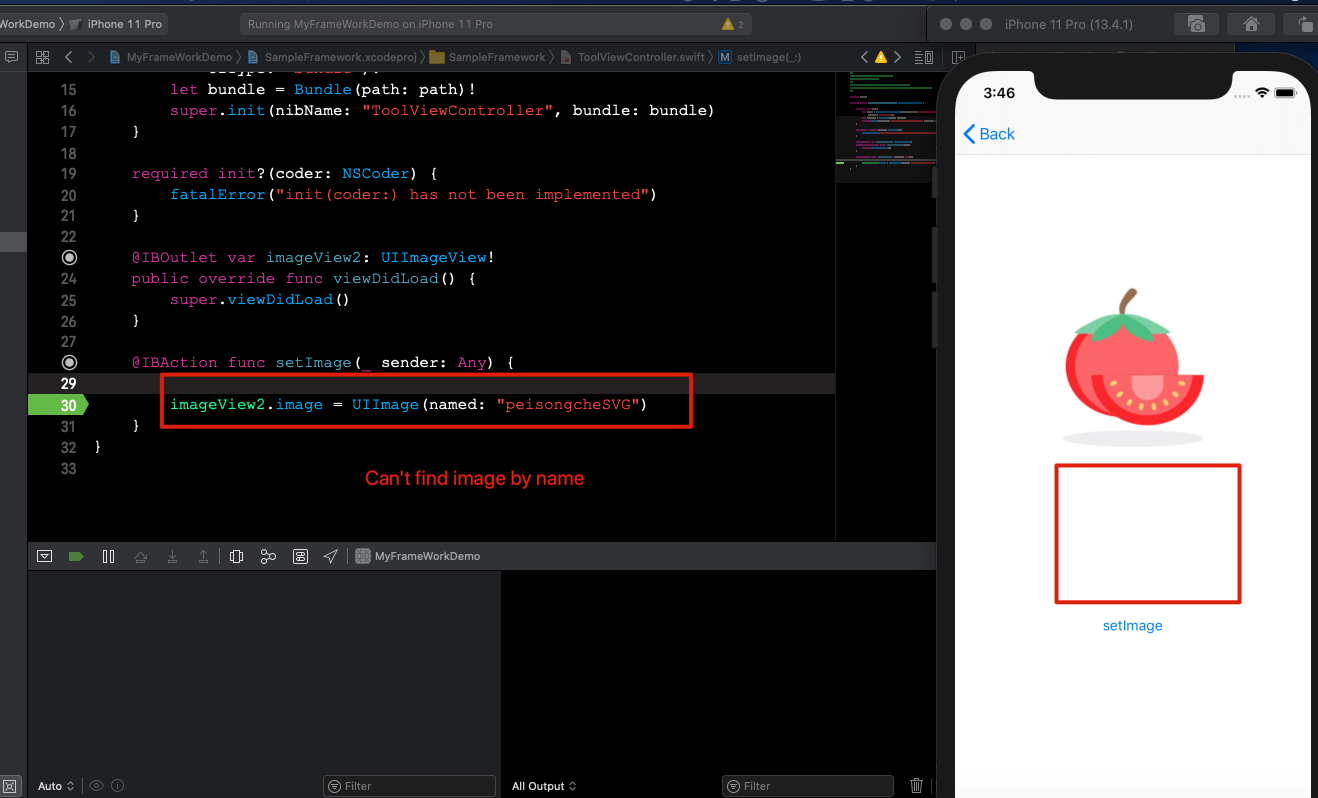 WorkDemo
iPhone 11 Pro
Running MyFrameWorkDemo on iPhone 11 Pro
2
iPhone 11 Pro (13.4.1)
MyFrameWorkDemo
SampleFramework.xcodeproj
SampleFramework
ToolViewController.swift
M
setImage(_:)
15 let bundle = Bundle(path: path)!
16 super.init(nibName: "ToolViewController", bundle: bundle)
17 }
18
19 required init?(coder: NSCoder) {
20 fatalError("init(coder:) has not been implemented")
21 }
22
@IBOutlet var imageView2: UIImageView!
24 public override func viewDidLoad() {
25 super.viewDidLoad()
26 }
27
@IBAction func setImage(_ sender: Any) {
29
30 imageView2.image = UIImage(named: "peisongcheSVG")
31 }
32 }
33
Can't find image by name
MyFrameWorkDemo
Auto
Filter
All Output
Filter
3:46
Back
setImage